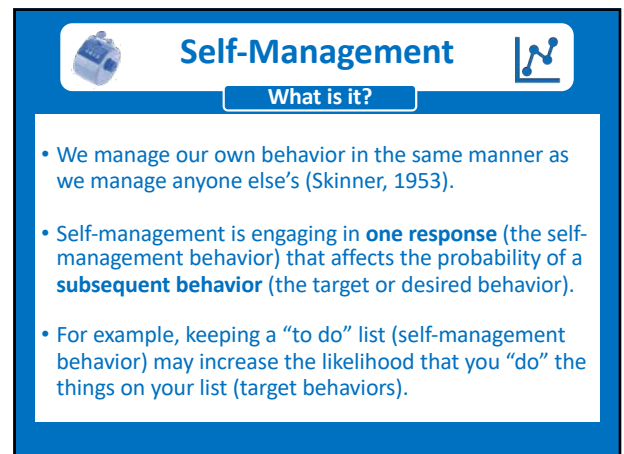 Self-Management
What is it?
• We manage our own behavior in the same manner as
we manage anyone else's (Skinner, 1953).
• Self-management is engaging in one response (the self-
management behavior) that affects the probability of a
subsequent behavior (the target or desired behavior).
• For example, keeping a “to do” list (self-management
behavior) may increase the likelihood that you “do” the
things on your list (target behaviors).